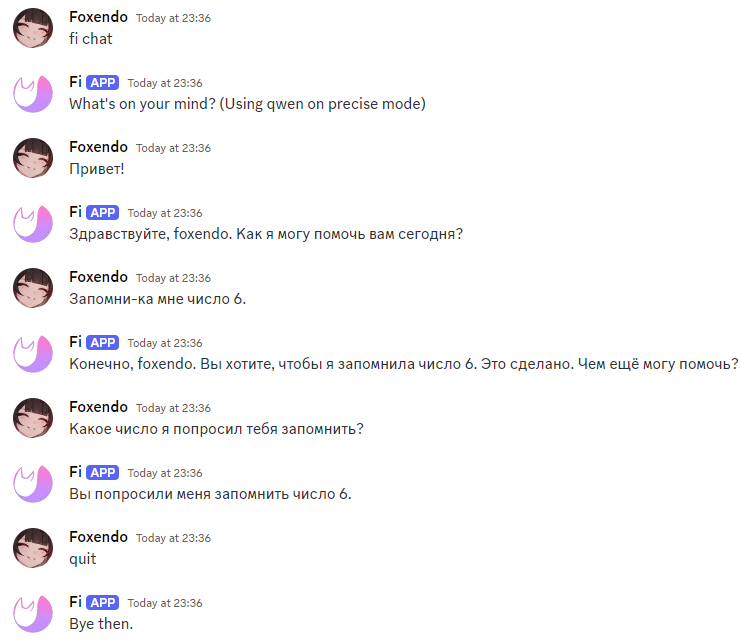 Foxendo Today at 23:36
fi chat
Fi APP Today at 23:36
What's on your mind? (Using qwen on precise mode)
Foxendo Today at 23:36
Привет!
Fi APP Today at 23:36
Здравствуйте, foxendo. Как я могу помочь вам сегодня?
Foxendo Today at 23:36
Запомни-ка мне число 6.
Fi APP Today at 23:36
Конечно, foxendo. Вы хотите, чтобы я запомнила число 6. Это сделано. Чем ещё могу помочь?
Foxendo Today at 23:36
Какое число я попросил тебя запомнить?
Fi APP Today at 23:36
Вы попросили меня запомнить число 6.
Foxendo Today at 23:36
quit
Fi APP Today at 23:36
Bye then.